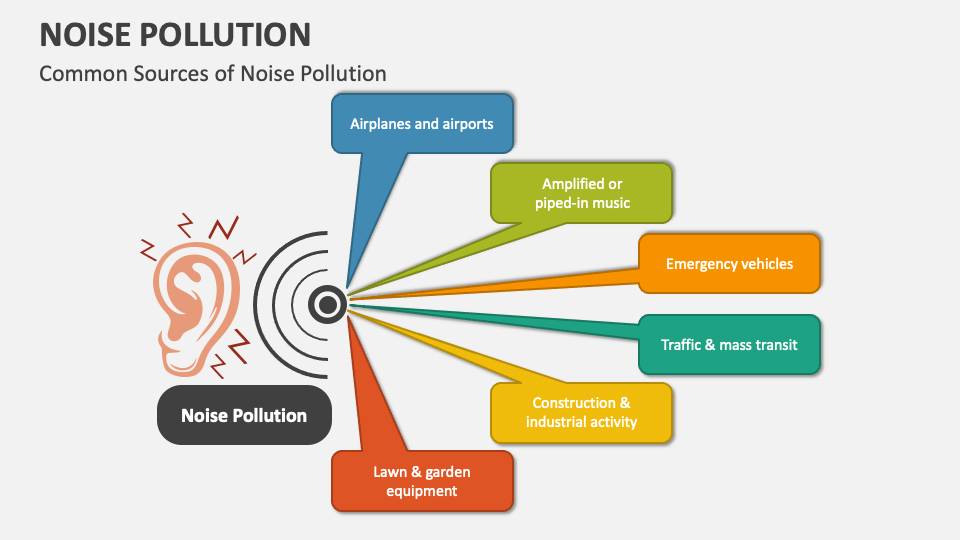 NOISE POLLUTION
Common Sources of Noise Pollution
Airplanes and airports
Amplified or
piped-in music
Emergency vehicles
Traffic & mass transit
Construction &
industrial activity
Noise Pollution
Lawn & garden
equipment